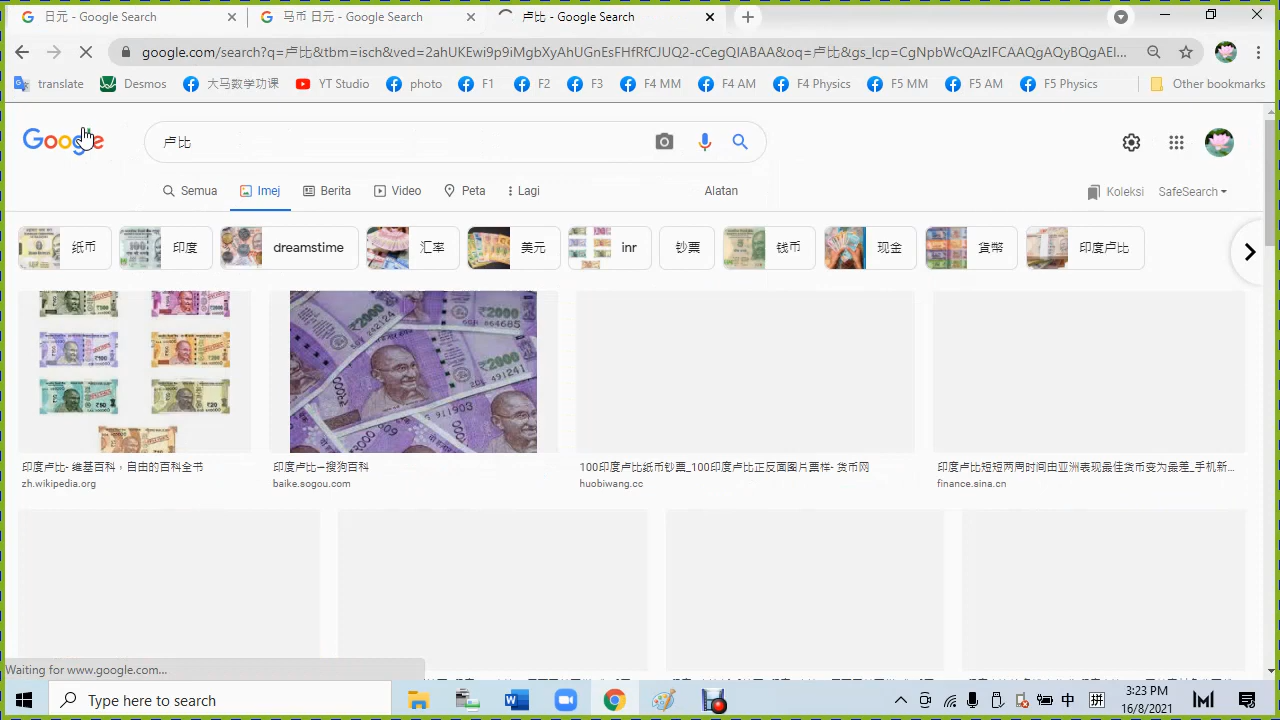 日元 - Google Search
马币 日元 - Google Search
卢比 - Google Search
google.com/search?q=卢比&tbm=isch&ved=2ahUKEwi9p9iMqbXyAhUGnEsFHfRfCJUQ2-cCegQIABAA&oq=卢比&gs_lcp=CgNpbWcQAzIFCAAQgAQyBQgAEI...
translate
Desmos
大马数学功课
YT Studio
photo
F1
F2
F3
F4 MM
F4 AM
F4 Physics
F5 MM
F5 AM
F5 Physics
Other bookmarks
Google
卢比
Semua
Imej
Berita
Video
Peta
Lagi
Alatan
Koleksi
SafeSearch
纸币
印度
dreamstime
汇率
美元
inr
钞票
钱币
现金
貨幣
印度卢比
印度卢比- 维基百科，自由的百科全书
zh.wikipedia.org
印度卢比—搜狗百科
baike.sogou.com
100印度卢比纸币钞票_100印度卢比正反面图片票样- 货币网
huobiwang.cc
印度卢比短短两周时间由亚洲表现最佳货币变为最差_手机新...
finance.sina.cn
Waiting for www.google.com...
Type here to search
中
拼
3:23 PM
16/8/2021